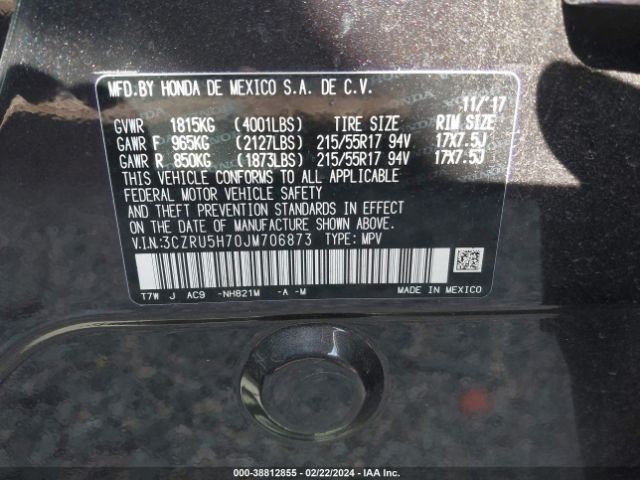 MFD.BY HONDA DE MEXICO S.A. DE C.V. 11/'17
GVWR 1815KG (4001LBS) TIRE SIZE RIM SIZE
GAWR F 965KG (2127LBS) 215/55R17 94V 17X7.5J
GAWR R 850KG (1873LBS) 215/55R17 94V 17X7.5J
THIS VEHICLE CONFORMS TO ALL APPLICABLE
FEDERAL MOTOR VEHICLE SAFETY
AND THEFT PREVENTION STANDARDS IN EFFECT
ON THE DATE OF MANUFACTURE SHOWN ABOVE.
V.I.N:3CZRU5H70JM706873 TYPE: MPV
T7W J AC9 -NH821M -A -M MADE IN MEXICO
000-38812855 - 02/22/2024 - IAA Inc.